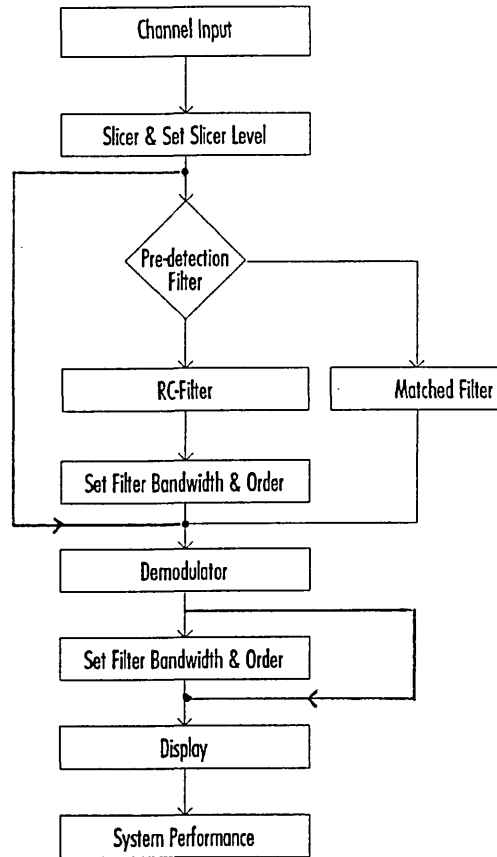 Channel Input
Slicer & Set Slicer Level
Pre-detection
Filter
RC-Filter
Matched Filter
Set Filter Bandwidth & Order
Demodulator
Set Filter Bandwidth & Order
Display
System Performance